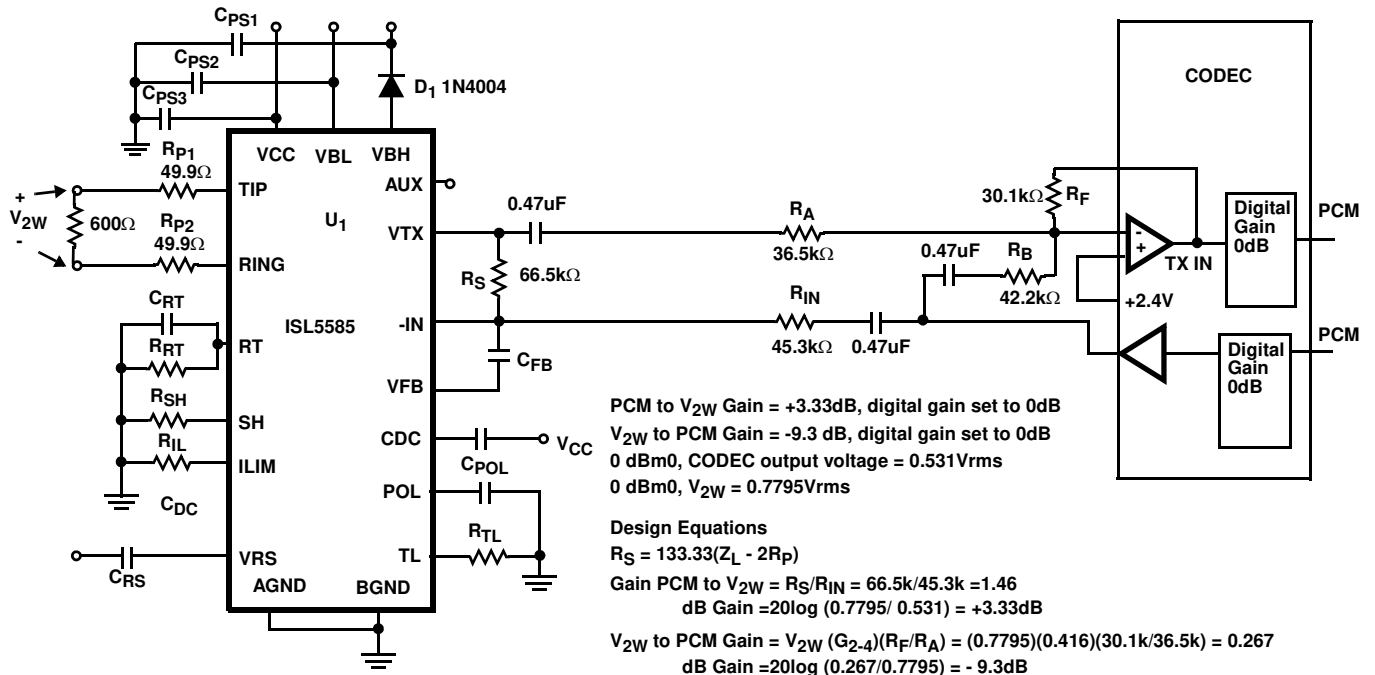 CPS1
CPS2
CPS3
D1 1N4004
CODEC
RP1
49.9Ω
VCC VBL VBH
TIP
AUX
+
V2W
-
600Ω
RP2
49.9Ω
RING
U1
VTX
0.47uF
RA
36.5kΩ
30.1kΩ RF
-
+
TX IN
Digital
Gain
0dB
PCM
RS 66.5kΩ
0.47uF
RB
42.2kΩ
+2.4V
CRT
RRT
RT
ISL5585
-IN
RIN
45.3kΩ
0.47uF
CFB
VFB
Digital
Gain
0dB
PCM
RSH
SH
RIL
ILIM
CDC
CDC
VCC
CPOL
POL
RTL
TL
CRS
VRS
AGND BGND
PCM to V2W Gain = +3.33dB, digital gain set to 0dB
V2W to PCM Gain = -9.3 dB, digital gain set to 0dB
0 dBm0, CODEC output voltage = 0.531Vrms
0 dBm0, V2W = 0.7795Vrms
Design Equations
RS = 133.33(ZL - 2RP)
Gain PCM to V2W = RS/RIN = 66.5k/45.3k =1.46
dB Gain =20log (0.7795/ 0.531) = +3.33dB
V2W to PCM Gain = V2W (G2-4)(RF/RA) = (0.7795)(0.416)(30.1k/36.5k) = 0.267
dB Gain =20log (0.267/0.7795) = - 9.3dB